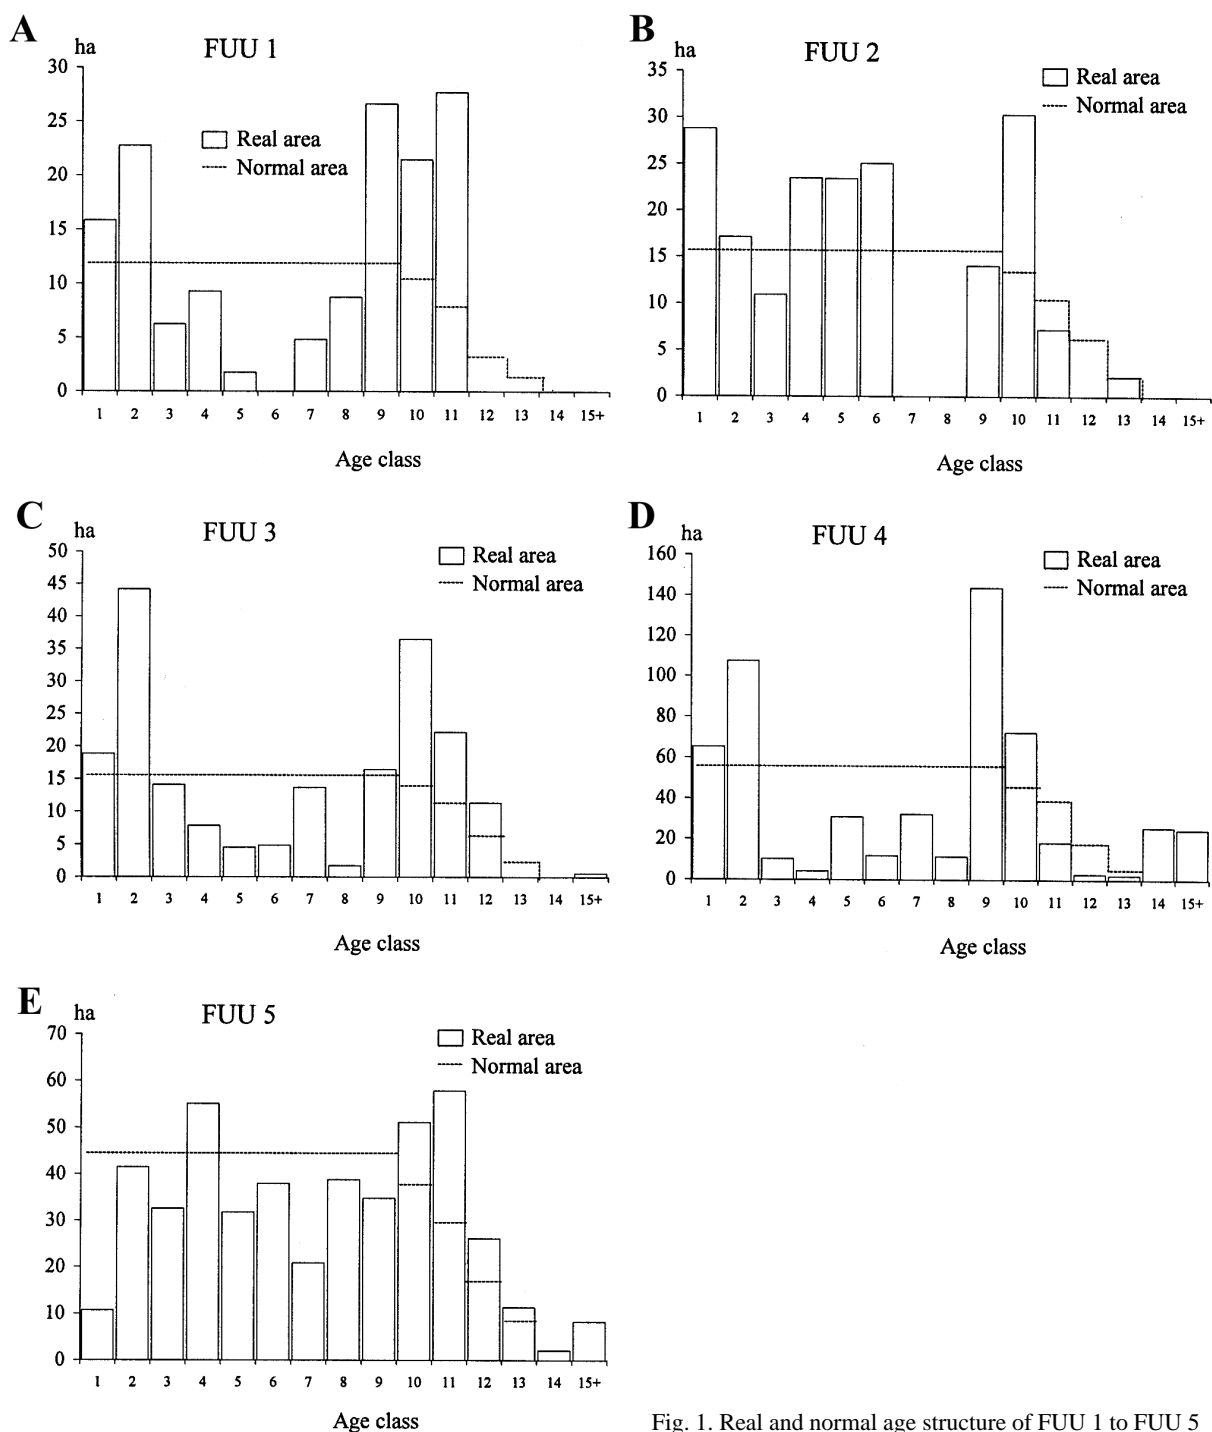 A
ha
FUU 1
30
25
20
15
10
5
0
Real area
Normal area
1 2 3 4 5 6 7 8 9 10 11 12 13 14 15+
Age class
B
ha
FUU 2
35
30
25
20
15
10
5
0
Real area
Normal area
1 2 3 4 5 6 7 8 9 10 11 12 13 14 15+
Age class
C
ha
FUU 3
50
45
40
35
30
25
20
15
10
5
0
Real area
Normal area
1 2 3 4 5 6 7 8 9 10 11 12 13 14 15+
Age class
D
ha
FUU 4
160
140
120
100
80
60
40
20
0
Real area
Normal area
1 2 3 4 5 6 7 8 9 10 11 12 13 14 15+
Age class
E
ha
FUU 5
70
60
50
40
30
20
10
0
Real area
Normal area
1 2 3 4 5 6 7 8 9 10 11 12 13 14 15+
Age class
Fig. 1. Real and normal age structure of FUU 1 to FUU 5